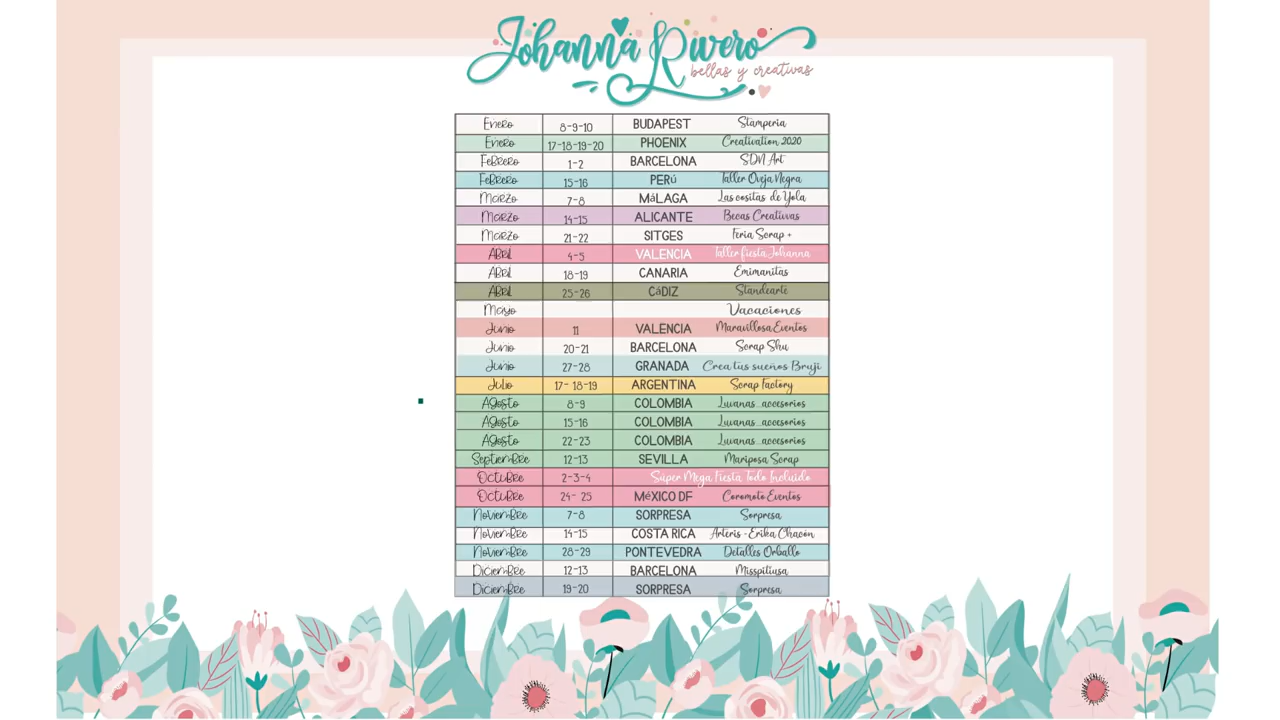 Johanna Rivero
bellas y creativas
Enero 8-9-10 BUDAPEST Stamperia
Enero 17-18-19-20 PHOENIX Creativation 2020
FeBrero 1-2 BARCELONA SDN Art
FeBrero 15-16 PERÚ Taller Oveja Negra
Marzo 7-8 MáLAGA Las cositas de Yola
Marzo 14-15 ALICANTE Becas Creativas
Marzo 21-22 SITGES Feria Scrap +
ABRIL 4-5 VALENCIA Taller fiesta Johanna
ABRIL 18-19 CANARIA Emimanitas
ABRIL 25-26 CáDIZ Standearte
Mayo Vacaciones
Junio 11 VALENCIA Maravillosa Eventos
Junio 20-21 BARCELONA Scrap Shu
Junio 27-28 GRANADA Crea tus sueños Bruji
Julio 17- 18-19 ARGENTINA Scrap Factory
Agosto 8-9 COLOMBIA Luvanas_accesorios
Agosto 15-16 COLOMBIA Luvanas_accesorios
Agosto 22-23 COLOMBIA Luvanas_accesorios
SeptiemBre 12-13 SEVILLA Mariposa Scrap
OctuBre 2-3-4 Super Mega Fiesta Todo Incluido
OctuBre 24- 25 MéXICO DF Coromoto Eventos
NoviemBre 7-8 SORPRESA Sorpresa
NoviemBre 14-15 COSTA RICA Arteris - Erika Chacón
NoviemBre 28-29 PONTEVEDRA Detalles Orballo
DiciemBre 12-13 BARCELONA Misspitiusa
DiciemBre 19-20 SORPRESA Sorpresa